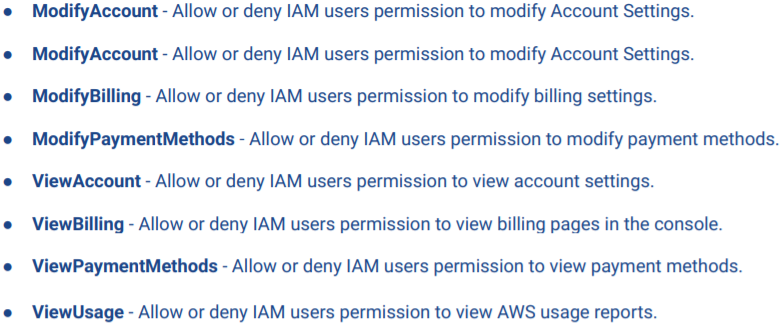 ● ModifyAccount - Allow or deny IAM users permission to modify Account Settings.
● ModifyAccount - Allow or deny IAM users permission to modify Account Settings.
● ModifyBilling - Allow or deny IAM users permission to modify billing settings.
● ModifyPaymentMethods - Allow or deny IAM users permission to modify payment methods.
● ViewAccount - Allow or deny IAM users permission to view account settings.
● ViewBilling - Allow or deny IAM users permission to view billing pages in the console.
● ViewPaymentMethods - Allow or deny IAM users permission to view payment methods.
● ViewUsage - Allow or deny IAM users permission to view AWS usage reports.